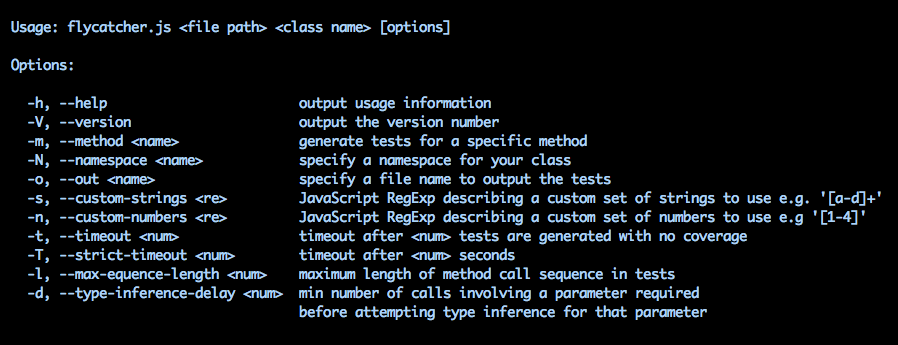 Usage: flycatcher.js <file path> <class name> [options]
Options:
-h, --help output usage information
-V, --version output the version number
-m, --method <name> generate tests for a specific method
-N, --namespace <name> specify a namespace for your class
-o, --out <name> specify a file name to output the tests
-s, --custom-strings <re> JavaScript RegExp describing a custom set of strings to use e.g. '[a-d]+'
-n, --custom-numbers <re> JavaScript RegExp describing a custom set of numbers to use e.g '[1-4]'
-t, --timeout <num> timeout after <num> tests are generated with no coverage
-T, --strict-timeout <num> timeout after <num> seconds
-l, --max-equence-length <num> maximum length of method call sequence in tests
-d, --type-inference-delay <num> min number of calls involving a parameter required
before attempting type inference for that parameter